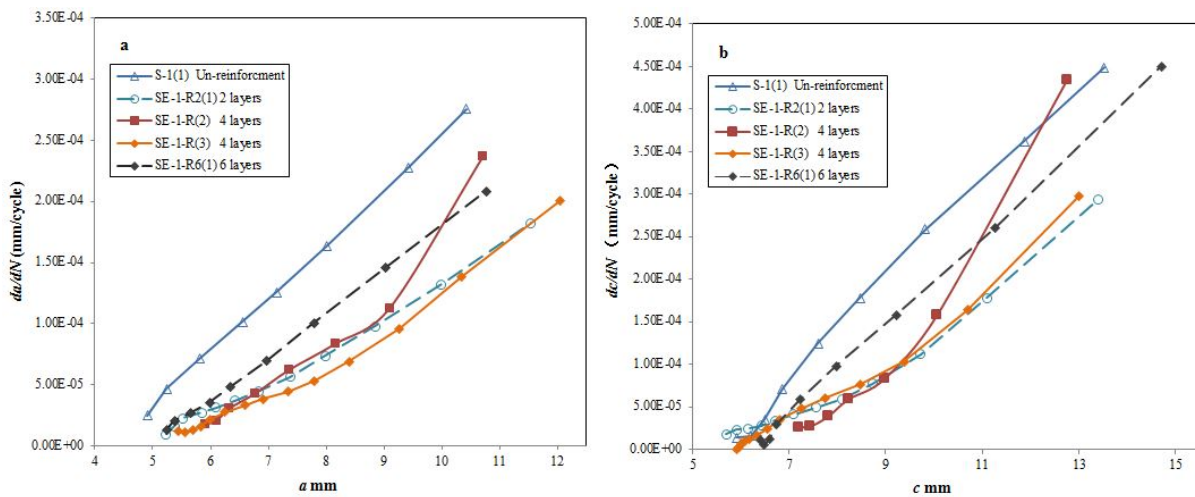 3.50E-04
3.00E-04
2.50E-04
2.00E-04
1.50E-04
1.00E-04
5.00E-05
0.00E+00
da/dN (mm/cycle)
a
S-1(1) Un-reinforcment
SE-1-R2(1) 2 layers
SE-1-R(2) 4 layers
SE-1-R(3) 4 layers
SE-1-R6(1) 6 layers
4 5 6 7 8 9 10 11 12
a mm
5.00E-04
4.50E-04
4.00E-04
3.50E-04
3.00E-04
2.50E-04
2.00E-04
1.50E-04
1.00E-04
5.00E-05
0.00E+00
dc/dN （mm/cycle)
b
S-1(1) Un-reinforcment
SE-1-R2(1) 2 layers
SE-1-R(2) 4 layers
SE-1-R(3) 4 layers
SE-1-R6(1) 6 layers
5 7 9 11 13 15
c mm